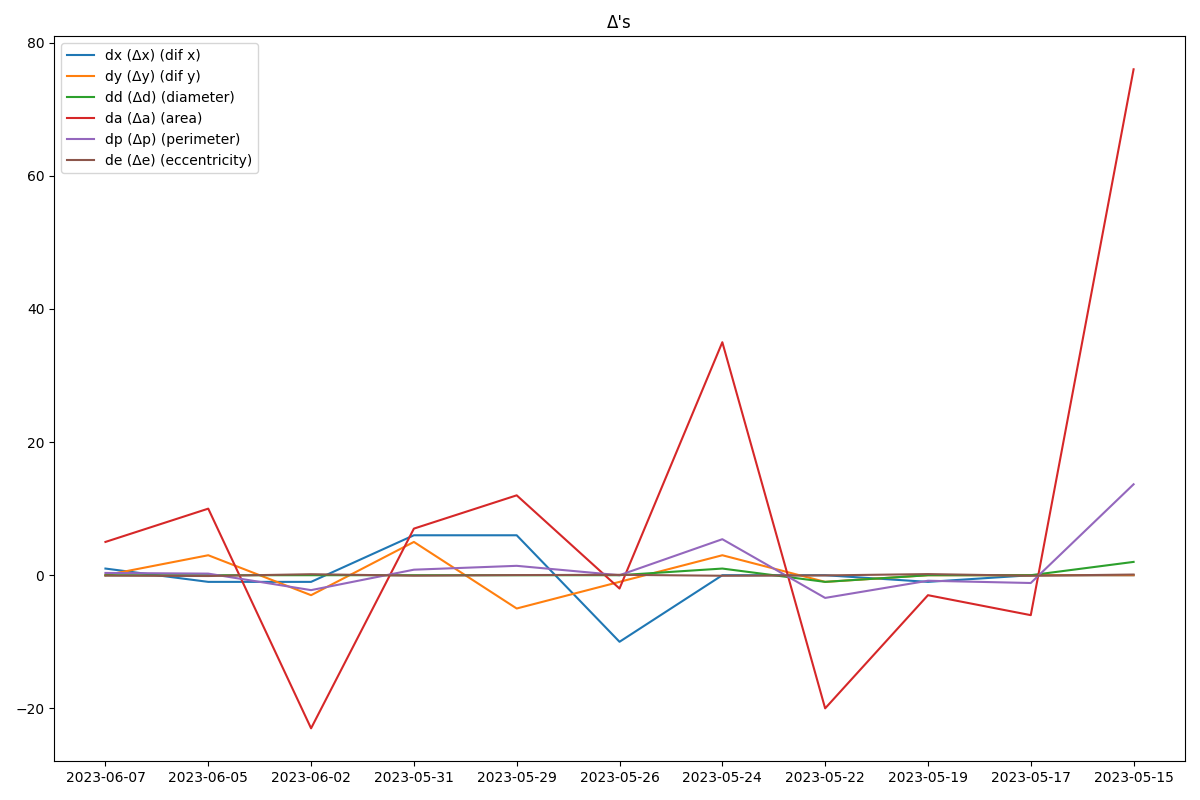 Δ's
dx (Δx) (dif x)
dy (Δy) (dif y)
dd (Δd) (diameter)
da (Δa) (area)
dp (Δp) (perimeter)
de (Δe) (eccentricity)
80
60
40
20
0
−20
2023-06-07 2023-06-05 2023-06-02 2023-05-31 2023-05-29 2023-05-26 2023-05-24 2023-05-22 2023-05-19 2023-05-17 2023-05-15